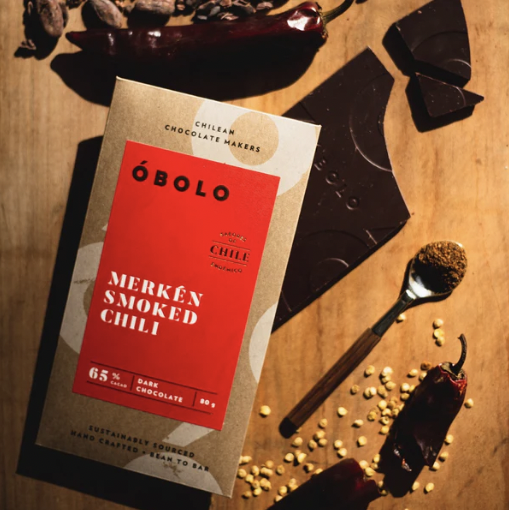 CHILEAN
CHOCOLATE MAKERS
ÓBOLO
CHILE
MERKÉN
SMOKED
CHILI
65 %
CACAO
DARK
CHOCOLATE
80 g
SUSTAINABLY SOURCED
HAND CRAFTED • BEAN TO BAR
OBOLO